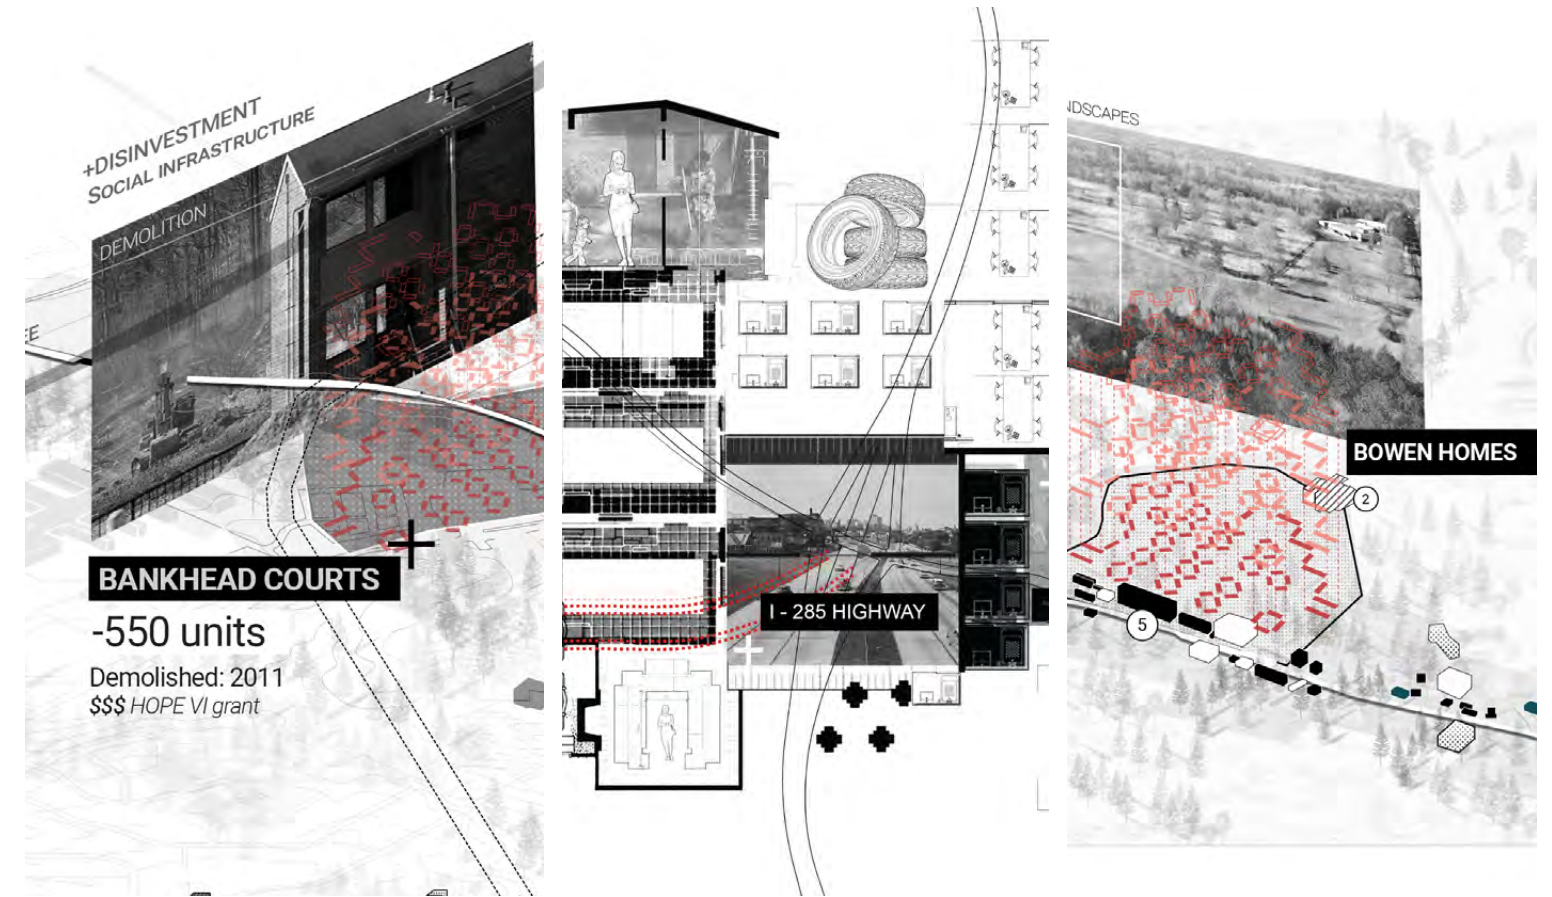 +DISINVESTMENT
SOCIAL INFRASTRUCTURE
DEMOLITION
EE
BANKHEAD COURTS
-550 units
Demolished: 2011
$$$ HOPE VI grant
I - 285 HIGHWAY
NDSCAPES
BOWEN HOMES
2
5